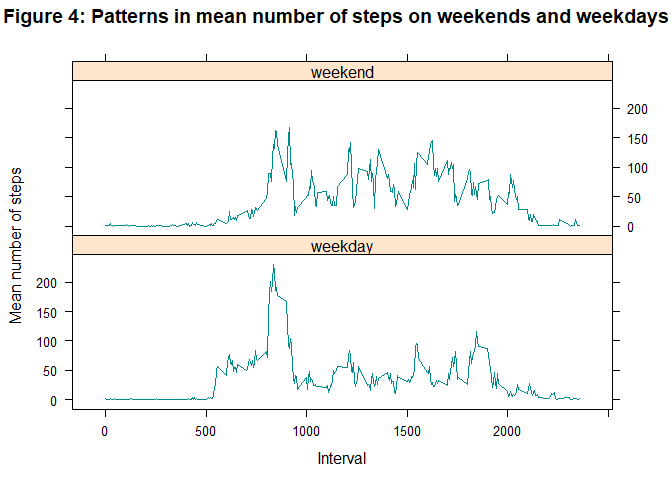 Figure 4: Patterns in mean number of steps on weekends and weekdays
weekend
200
150
100
50
0
weekday
200
150
100
50
0
Mean number of steps
0 500 1000 1500 2000
Interval